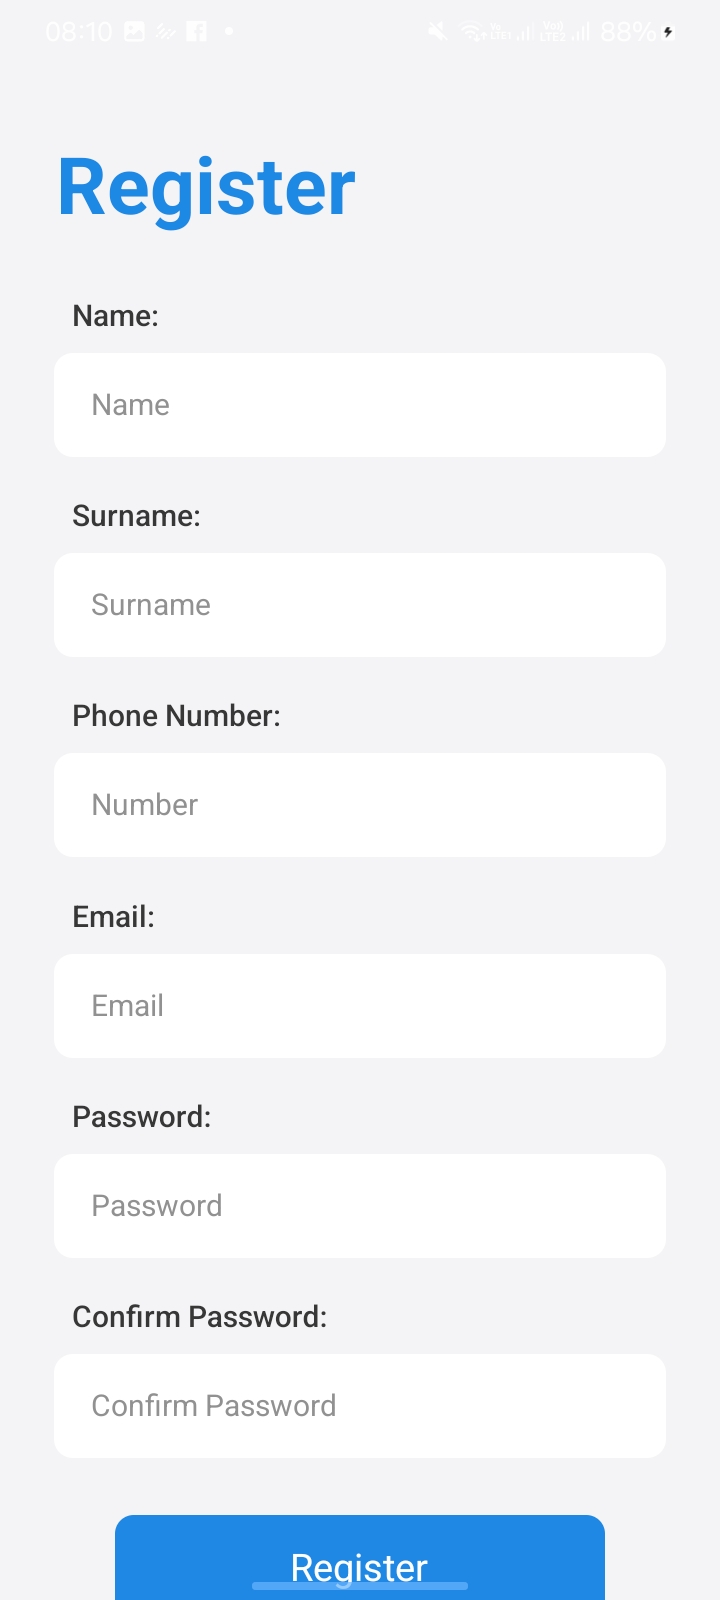 08:10 88%
Register
Name:
Name
Surname:
Surname
Phone Number:
Number
Email:
Email
Password:
Password
Confirm Password:
Confirm Password
Register